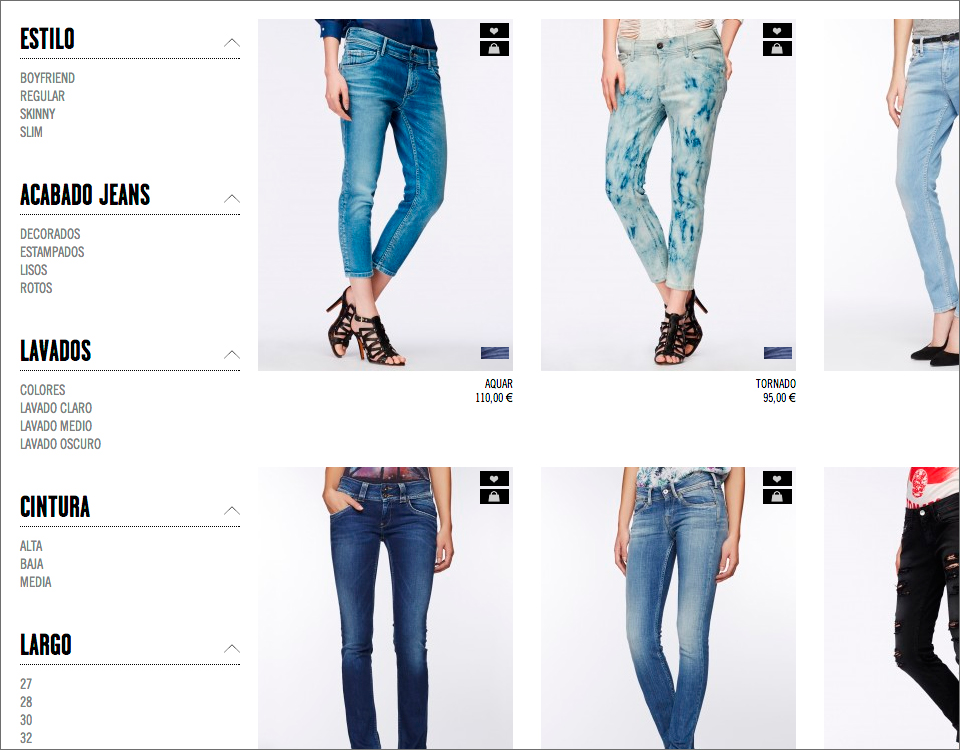 ESTILO
BOYFRIEND
REGULAR
SKINNY
SLIM
ACABADO JEANS
DECORADOS
ESTAMPADOS
LISOS
ROTOS
LAVADOS
COLORES
LAVADO CLARO
LAVADO MEDIO
LAVADO OSCURO
CINTURA
ALTA
BAJA
MEDIA
LARGO
27
28
30
32
AQUAR
110,00 €
TORNADO
95,00 €